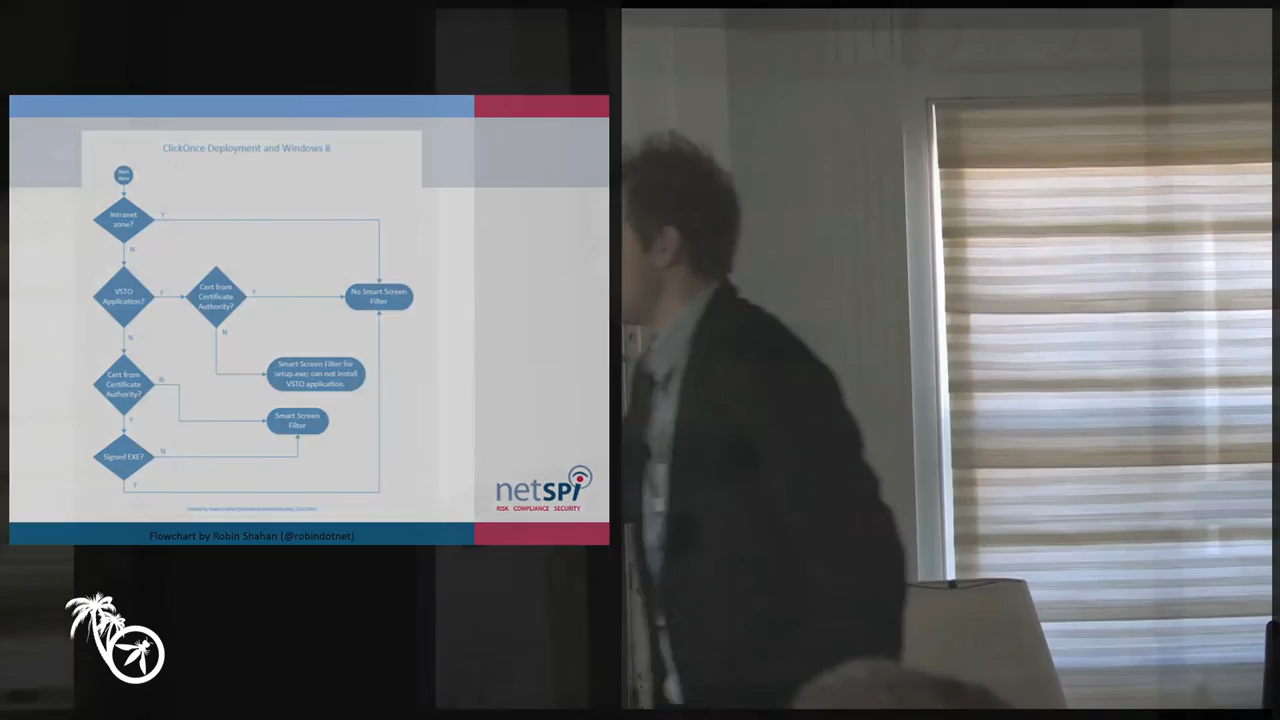 ClickOnce Deployment and Windows 8
Start
Here
Intranet
zone?
Y
N
VSTO
Application?
Y
Cert from
Certificate
Authority?
Y
No Smart Screen
Filter
N
N
Smart Screen Filter for
setup.exe; can not install
VSTO application.
Cert from
Certificate
Authority?
N
Smart Screen
Filter
Y
Signed EXE?
N
Y
netSPi
RISK COMPLIANCE SECURITY
Flowchart by Robin Shahan (@robindotnet)